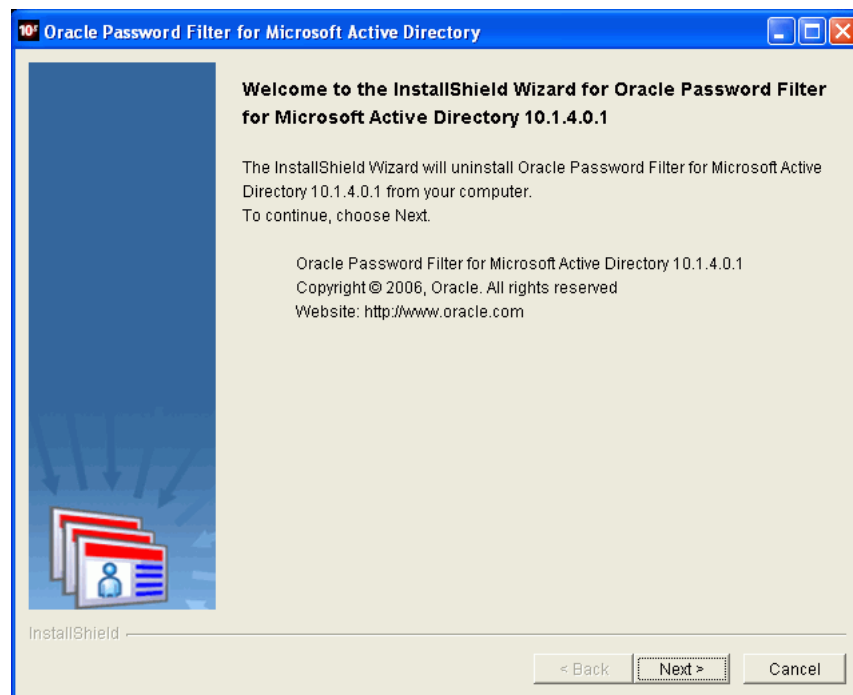 10g Oracle Password Filter for Microsoft Active Directory
Welcome to the InstallShield Wizard for Oracle Password Filter
for Microsoft Active Directory 10.1.4.0.1
The InstallShield Wizard will uninstall Oracle Password Filter for Microsoft Active
Directory 10.1.4.0.1 from your computer.
To continue, choose Next.
Oracle Password Filter for Microsoft Active Directory 10.1.4.0.1
Copyright © 2006, Oracle. All rights reserved
Website: http://www.oracle.com
InstallShield
< Back Next > Cancel